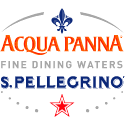 ACQUA PANNA
FINE DINING WATERS
S.PELLEGRINO